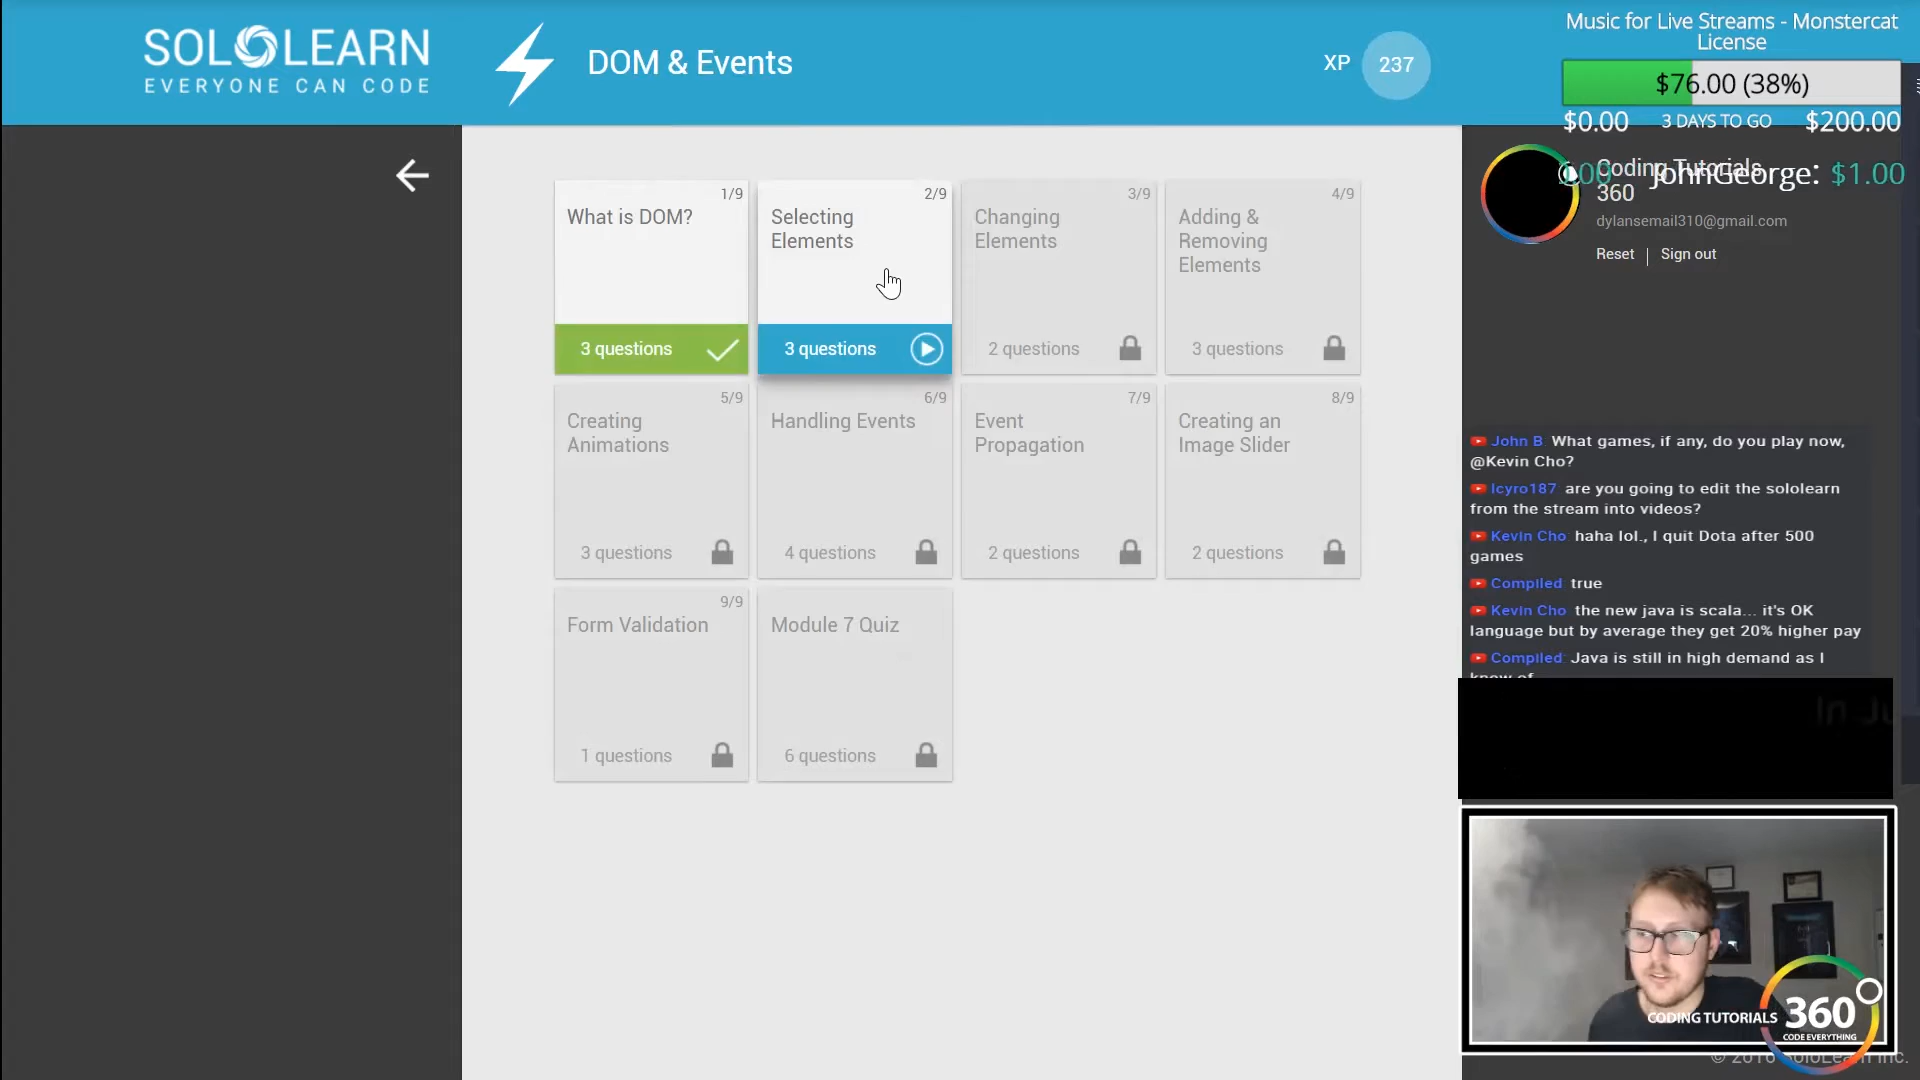 SOLOLEARN
EVERYONE CAN CODE
DOM & Events
XP
237
Music for Live Streams - Monstercat
License
$76.00 (38%)
$0.00
3 DAYS TO GO
$200.00
JohnGeorge: $1.00
Coding Tutorials
360
dylansemail310@gmail.com
Reset
Sign out
1/9
What is DOM?
3 questions
2/9
Selecting
Elements
3 questions
3/9
Changing
Elements
2 questions
4/9
Adding &
Removing
Elements
3 questions
5/9
Creating
Animations
3 questions
6/9
Handling Events
4 questions
7/9
Event
Propagation
2 questions
8/9
Creating an
Image Slider
2 questions
9/9
Form Validation
1 questions
Module 7 Quiz
6 questions
John B What games, if any, do you play now,
@Kevin Cho?
Icyro187 are you going to edit the sololearn
from the stream into videos?
Kevin Cho haha lol., I quit Dota after 500
games
Compiled true
Kevin Cho the new java is scala... it's OK
language but by average they get 20% higher pay
Compiled Java is still in high demand as I
know of
CODING TUTORIALS
360
CODE EVERYTHING